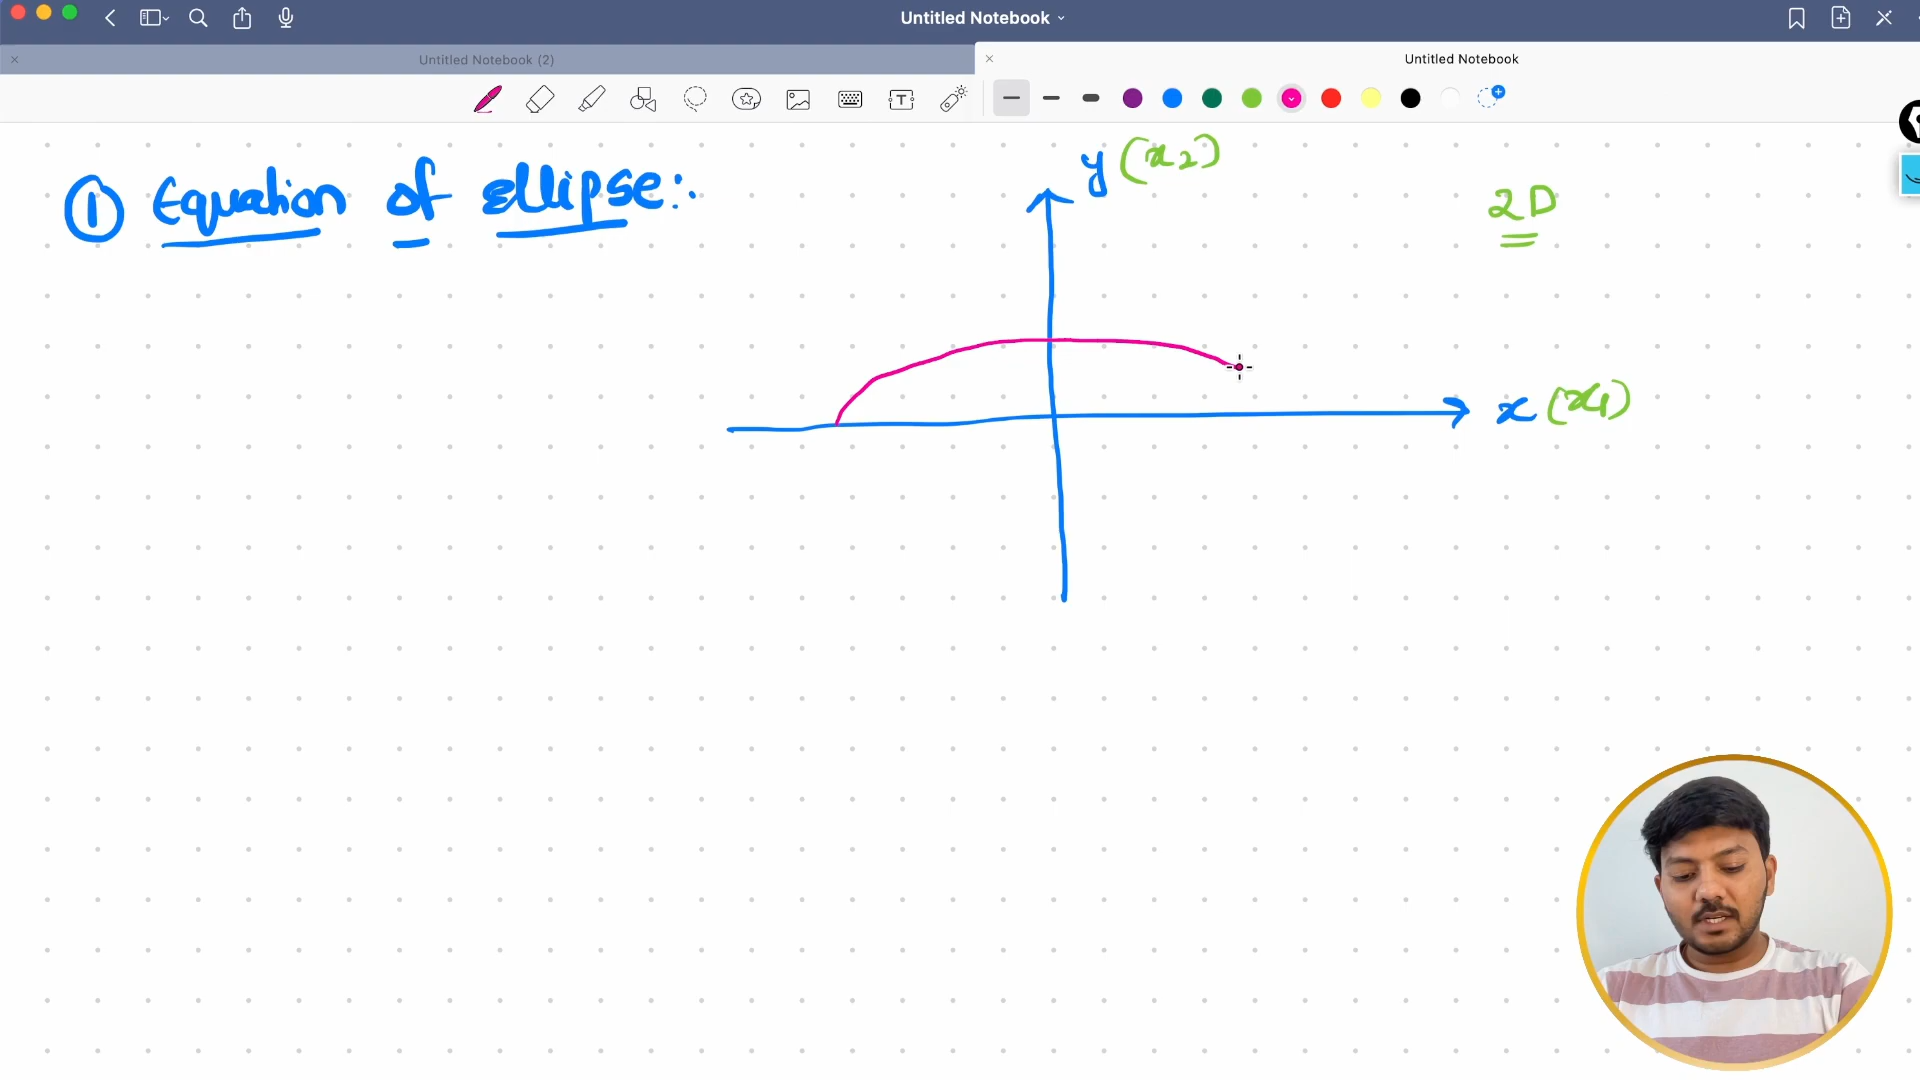 Untitled Notebook
Untitled Notebook (2)
Untitled Notebook
T
① Equation of ellipse:.
y (x2)
2D
x (x1)